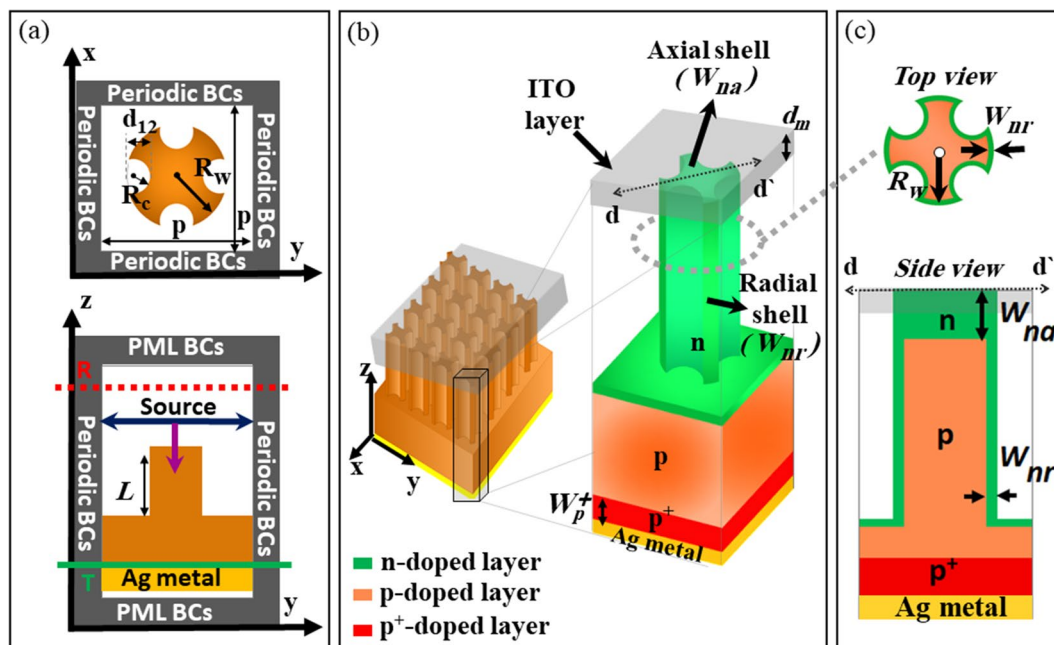 (a)
x
Periodic BCs
Periodic BCs
d12
Rw
Rc
p
p
Periodic BCs
Periodic BCs
y
z
PML BCs
R
Source
Periodic BCs
Periodic BCs
L
T
Ag metal
PML BCs
y
(b)
Axial shell
(Wna)
ITO
layer
dm
d
d`
Radial
shell
(Wnr)
n
z
x
y
p
Wp+
p+
Ag metal
n-doped layer
p-doped layer
p+-doped layer
(c)
Top view
Wnr
Rw
Side view
d
d`
n
Wna
p
Wnr
p+
Ag metal